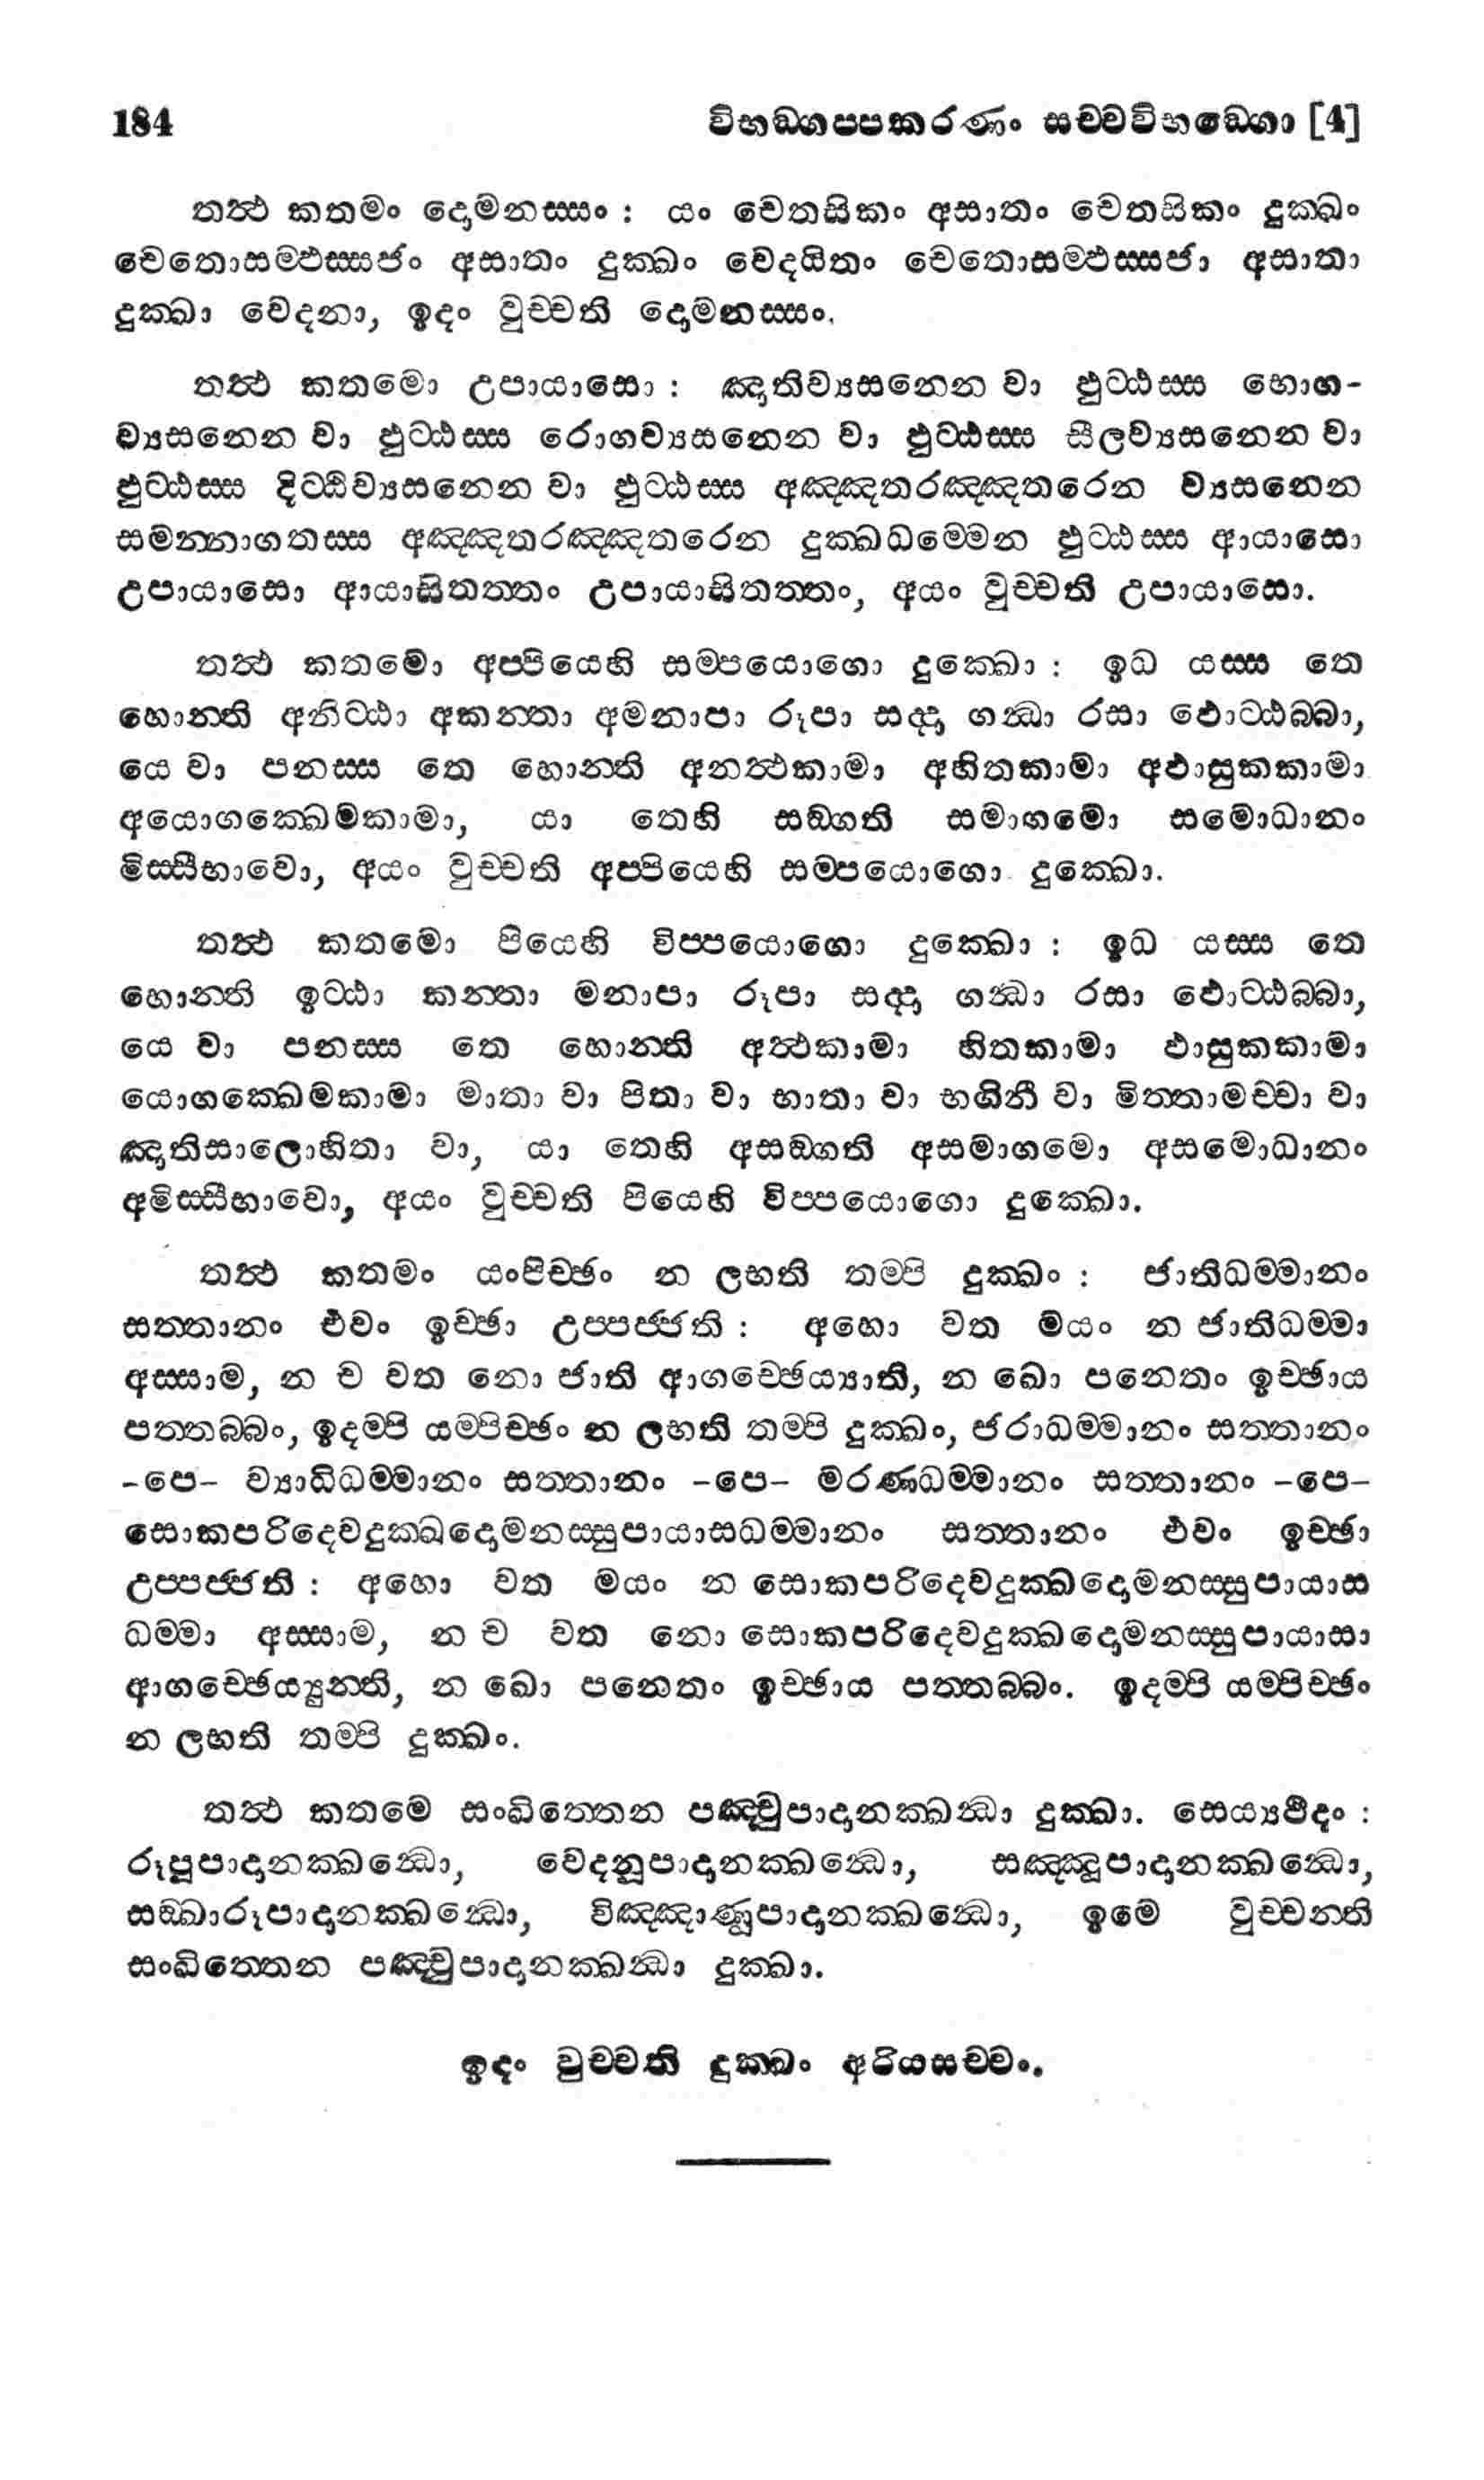 184 විභඞ්ගපපකරණං සච්චවිභඞ්ගො [4]
තත්‍ථ කතමං දොමනස්සං : යං චෙතසිකං අසාතං චෙතසිකං දුක්ඛං
චෙතොසම්ඵස්සජං අසාතං දුක්ඛං වෙදයිතං චෙතොසම්ඵස්සජා අසාතා
දුක්ඛා වෙදනා, ඉදං වුච්චති දොමනස්සං.
තත්‍ථ කතමො උපායාසො : ඤාතිව්‍යසනෙන වා ඵුට්ඨස්ස භොග-
ව්‍යසනෙන වා ඵුට්ඨස්ස රොගව්‍යසනෙන වා ඵුට්ඨස්ස සීලව්‍යසනෙන වා
ඵුට්ඨස්ස දිට්ඨිව්‍යසනෙන වා ඵුට්ඨස්ස අඤ්ඤතරඤ්ඤතරෙන ව්‍යසනෙන
සමන්නාගතස්ස අඤ්ඤතරඤ්ඤතරෙන දුක්ඛධම්මෙන ඵුට්ඨස්ස ආයාසො
උපායාසො ආයාසිතත්තං උපායාසිතත්තං, අයං වුච්චති උපායාසො.
තත්‍ථ කතමො අප්පියෙහි සම්පයොගො දුක්ඛො : ඉධ යස්ස තෙ
හොන්ති අනිට්ඨා අකන්තා අමනාපා රූපා සද්දා ගන්‍ධා රසා ඵොට්ඨබ්බා,
යෙ වා පනස්ස තෙ හොන්ති අනත්‍ථකාමා අහිතකාමා අඵාසුකකාමා
අයොගක්ඛෙමකාමා, යා තෙහි සඞ්ගති සමාගමො සමොධානං
මිස්සීභාවො, අයං වුච්චති අප්පියෙහි සම්පයොගො දුක්ඛො.
තත්‍ථ කතමො පියෙහි විප්පයොගො දුක්ඛො : ඉධ යස්ස තෙ
හොන්ති ඉට්ඨා කන්තා මනාපා රූපා සද්දා ගන්‍ධා රසා ඵොට්ඨබ්බා,
යෙ වා පනස්ස තෙ හොන්ති අත්‍ථකාමා හිතකාමා ඵාසුකකාමා
යොගක්ඛෙමකාමා මාතා වා පිතා වා භාතා වා භගිනී වා මිත්තාමච්චා වා
ඤාතිසාලොහිතා වා, යා තෙහි අසඞ්ගති අසමාගමො අසමොධානං
අමිස්සීභාවො, අයං වුච්චති පියෙහි විප්පයොගො දුක්ඛො.
තත්‍ථ කතමං යංපිච්ඡං න ලභති තම්පි දුක්ඛං : ජාතිධම්මානං
සත්තානං එවං ඉච්ඡා උප්පජ්ජති : අහො වත මයං න ජාතිධම්මා
අස්සාම, න ච වත නො ජාති ආගච්ඡෙය්‍යාති, න ඛො පනෙතං ඉච්ඡාය
පත්තබ්බං, ඉදම්පි යම්පිච්ඡං න ලභති තම්පි දුක්ඛං, ජරාධම්මානං සත්තානං
-පෙ- ව්‍යාධිධම්මානං සත්තානං -පෙ- මරණධම්මානං සත්තානං -පෙ-
සොකපරිදෙවදුක්ඛදොමනස්සුපායාසධම්මානං සත්තානං එවං ඉච්ඡා
උප්පජ්ජති : අහො වත මයං න සොකපරිදෙවදුක්ඛදොමනස්සුපායාස
ධම්මා අස්සාම, න ච වත නො සොකපරිදෙවදුක්ඛදොමනස්සුපායාසා
ආගච්ඡෙය්‍යුන්ති, න ඛො පනෙතං ඉච්ඡාය පත්තබ්බං. ඉදම්පි යම්පිච්ඡං
න ලභති තම්පි දුක්ඛං.
තත්‍ථ කතමෙ සංඛිත්තෙන පඤ්චුපාදානක්ඛන්‍ධා දුක්ඛා. සෙය්‍යථිදං :
රූපූපාදානක්ඛන්‍ධො, වෙදනූපාදානක්ඛන්‍ධො, සඤ්ඤූපාදානක්ඛන්‍ධො,
සඞ්ඛාරූපාදානක්ඛන්‍ධො, විඤ්ඤාණූපාදානක්ඛන්‍ධො, ඉමෙ වුච්චන්ති
සංඛිත්තෙන පඤ්චුපාදානක්ඛන්‍ධා දුක්ඛා.
ඉදං වුච්චති දුක්ඛං අරියසච්චං.